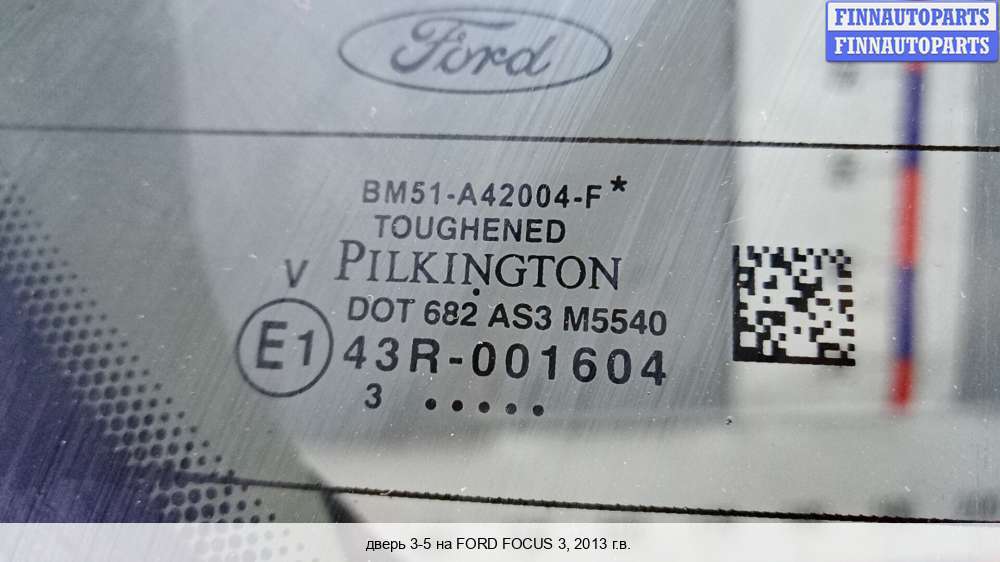 FINNAUTOPARTS
FINNAUTOPARTS
Ford
BM51-A42004-F*
TOUGHENED
V PILKINGTON
DOT 682 AS3 M5540
E1 43R-001604
3 .....
дверь 3-5 на FORD FOCUS 3, 2013 г.в.